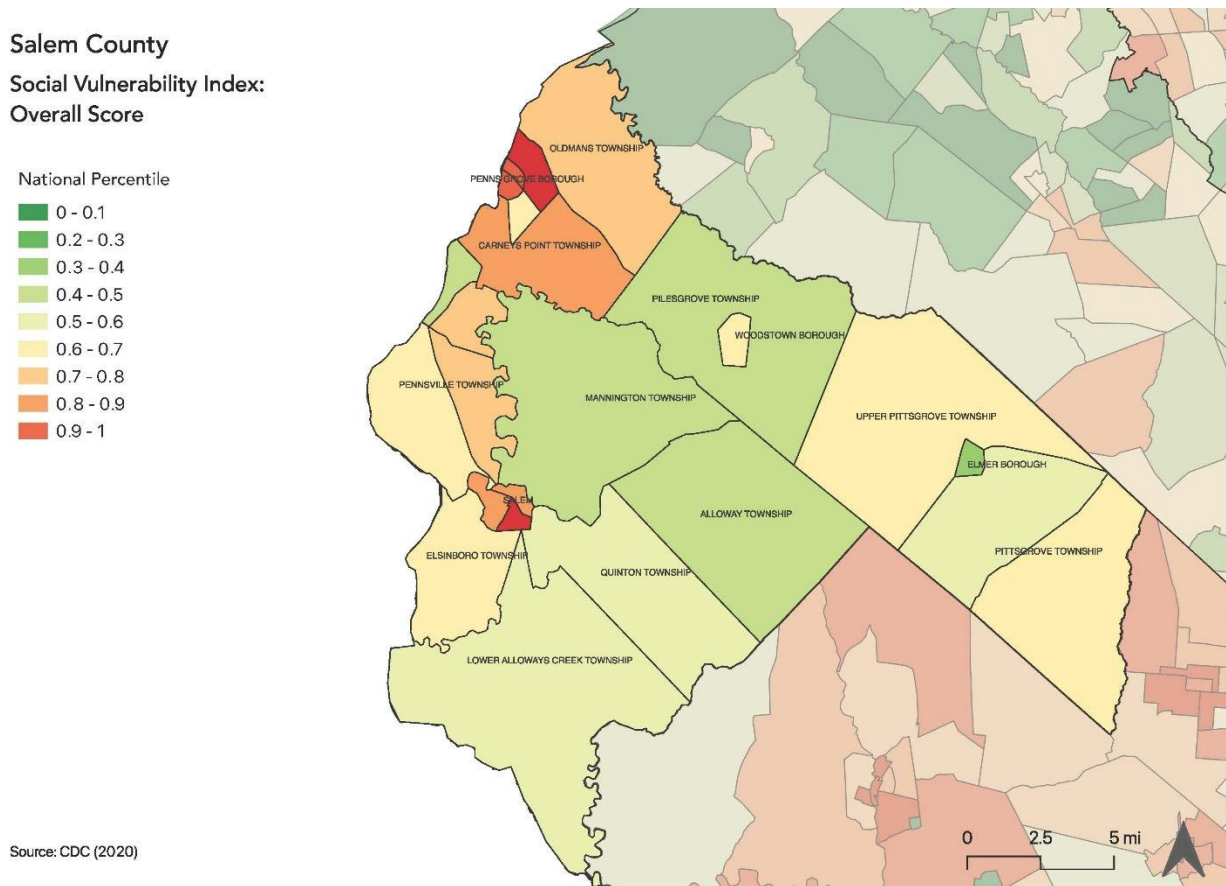 Salem County
Social Vulnerability Index:
Overall Score
National Percentile
0 - 0.1
0.2 - 0.3
0.3 - 0.4
0.4 - 0.5
0.5 - 0.6
0.6 - 0.7
0.7 - 0.8
0.8 - 0.9
0.9 - 1
OLDMANS TOWNSHIP
PENNS GROVE BOROUGH
CARNEYS POINT TOWNSHIP
PILESGROVE TOWNSHIP
WOODSTOWN BOROUGH
PENNSVILLE TOWNSHIP
MANNINGTON TOWNSHIP
UPPER PITTSGROVE TOWNSHIP
ELMER BOROUGH
SALEM
ALLOWAY TOWNSHIP
ELSINBORO TOWNSHIP
PITTSGROVE TOWNSHIP
QUINTON TOWNSHIP
LOWER ALLOWAYS CREEK TOWNSHIP
Source: CDC (2020)
0 2.5 5 mi